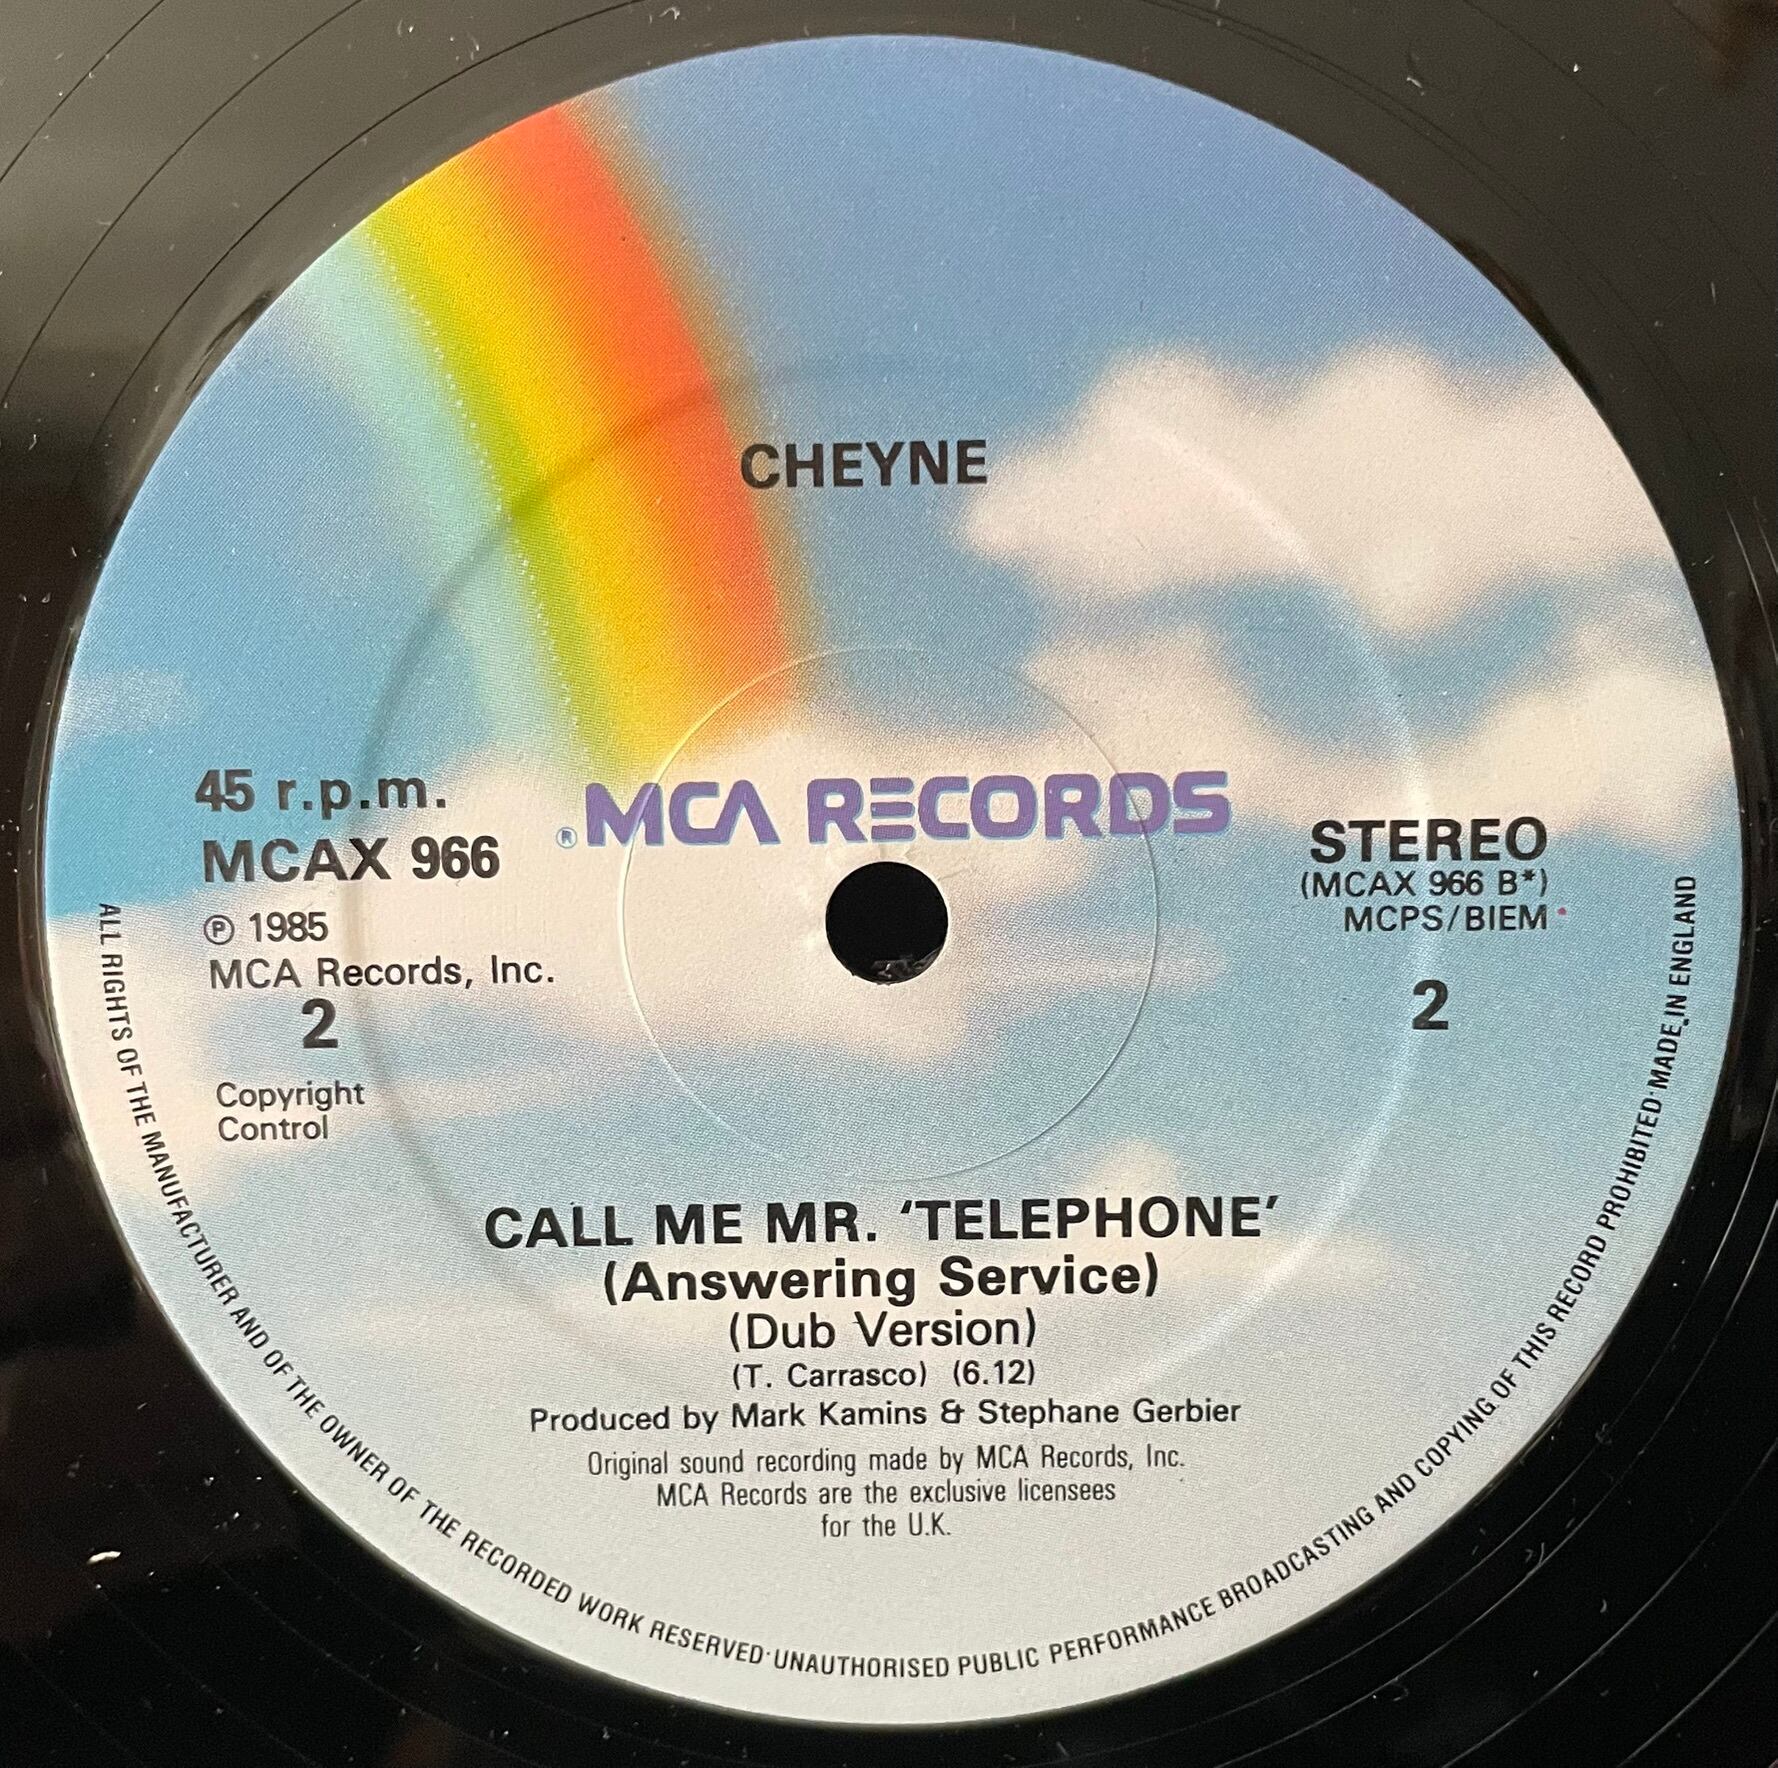 CHEYNE
® MCA RECORDS
45 r.p.m.
MCAX 966
℗ 1985
MCA Records, Inc.
2
Copyright
Control
STEREO
(MCAX 966 B*)
MCPS/BIEM
2
CALL ME MR. ‘TELEPHONE’
(Answering Service)
(Dub Version)
(T. Carrasco) (6.12)
Produced by Mark Kamins & Stephane Gerbier
Original sound recording made by MCA Records, Inc.
MCA Records are the exclusive licensees
for the U.K.
ALL RIGHTS OF THE MANUFACTURER AND OF THE OWNER OF THE RECORDED WORK RESERVED·UNAUTHORISED PUBLIC PERFORMANCE BROADCASTING AND COPYING OF THIS RECORD PROHIBITED·MADE IN ENGLAND